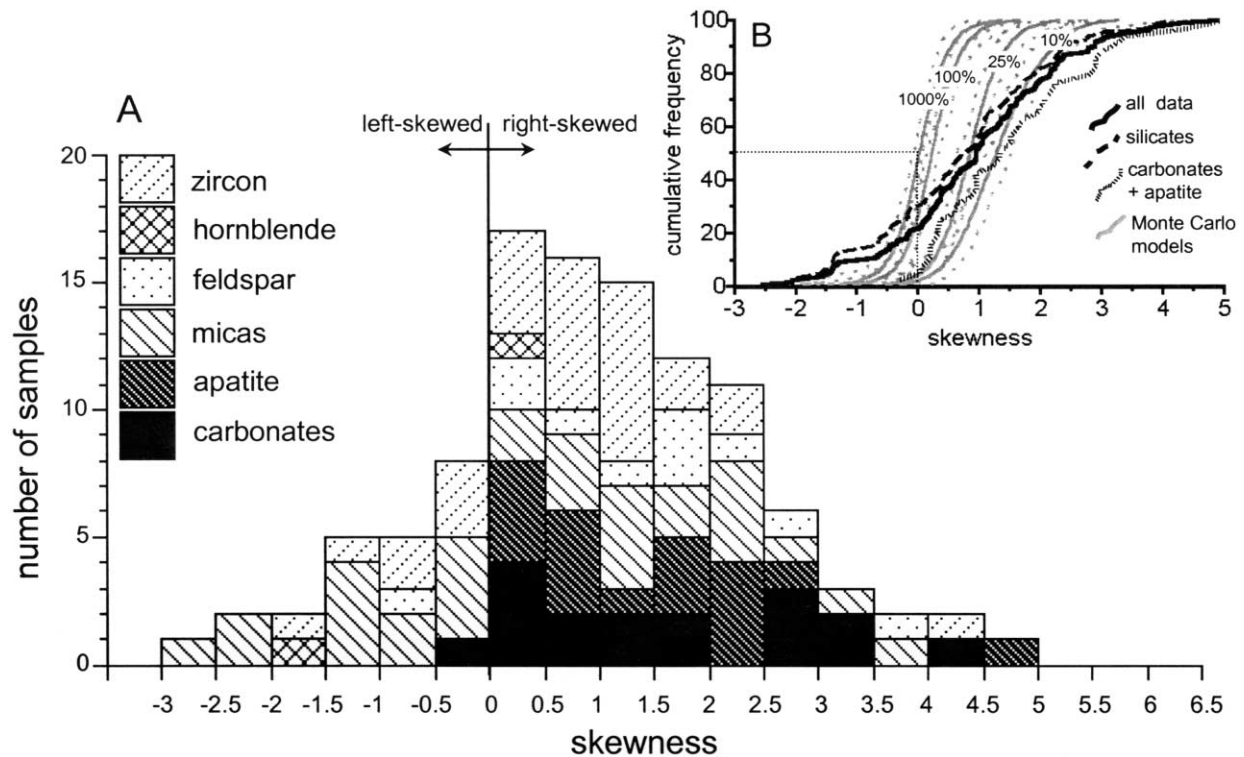 A
left-skewed
right-skewed
20
15
10
5
0
number of samples
zircon
hornblende
feldspar
micas
apatite
carbonates
-3 -2.5 -2 -1.5 -1 -0.5 0 0.5 1 1.5 2 2.5 3 3.5 4 4.5 5 5.5 6 6.5
skewness
B
100
80
60
40
20
0
cumulative frequency
1000%
100%
25%
10%
all data
silicates
carbonates
+ apatite
Monte Carlo
models
-3 -2 -1 0 1 2 3 4 5
skewness